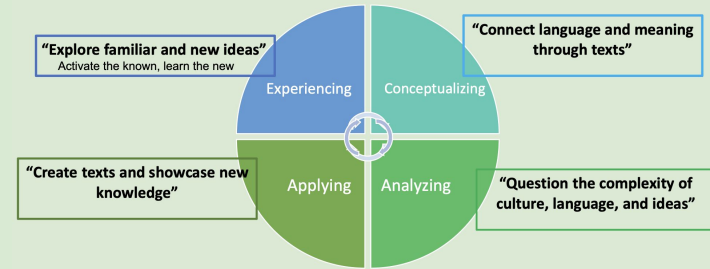 “Explore familiar and new ideas”
Activate the known, learn the new
Experiencing
“Connect language and meaning
through texts”
Conceptualizing
“Create texts and showcase new
knowledge”
Applying
Analyzing
“Question the complexity of
culture, language, and ideas”